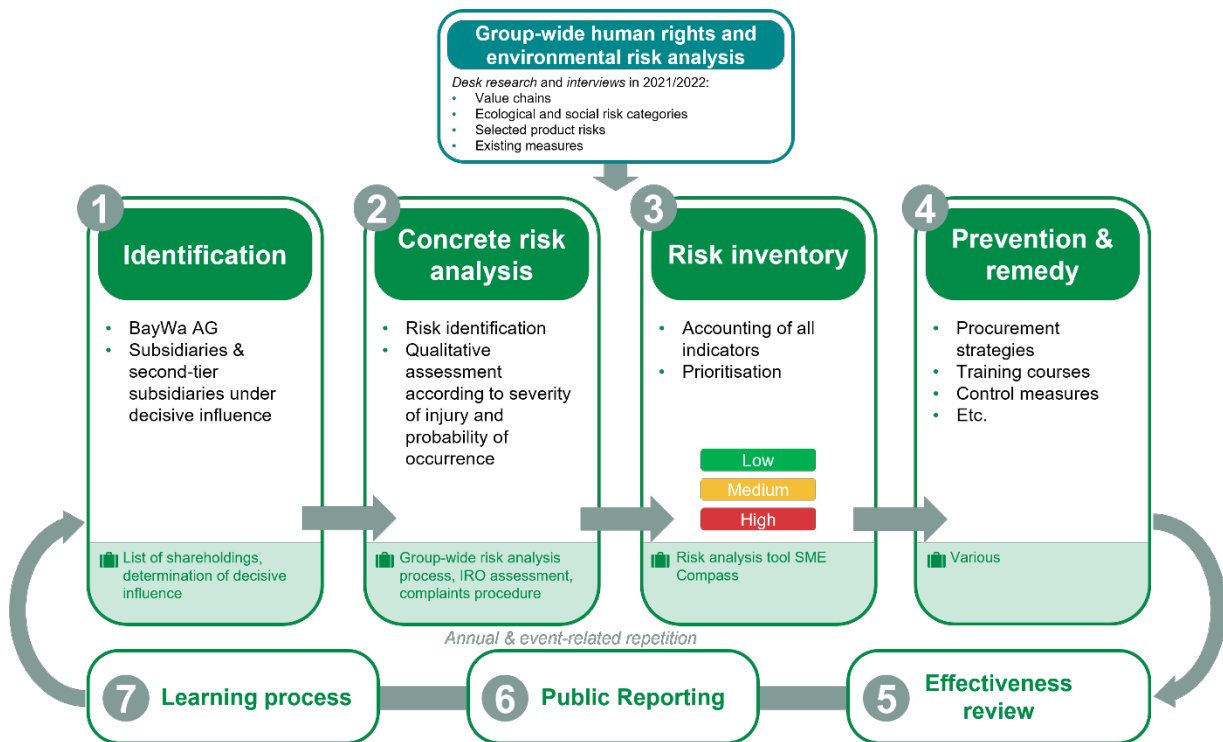 Group-wide human rights and
environmental risk analysis
Desk research and interviews in 2021/2022:
• Value chains
• Ecological and social risk categories
• Selected product risks
• Existing measures
1
Identification
• BayWa AG
• Subsidiaries &
second-tier
subsidiaries under
decisive influence
List of shareholdings,
determination of decisive
influence
2
Concrete risk
analysis
• Risk identification
• Qualitative
assessment
according to severity
of injury and
probability of
occurrence
Group-wide risk analysis
process, IRO assessment,
complaints procedure
3
Risk inventory
• Accounting of all
indicators
• Prioritisation
Low
Medium
High
Risk analysis tool SME
Compass
4
Prevention &
remedy
• Procurement
strategies
• Training courses
• Control measures
• Etc.
Various
Annual & event-related repetition
7 Learning process
6 Public Reporting
5 Effectiveness
review